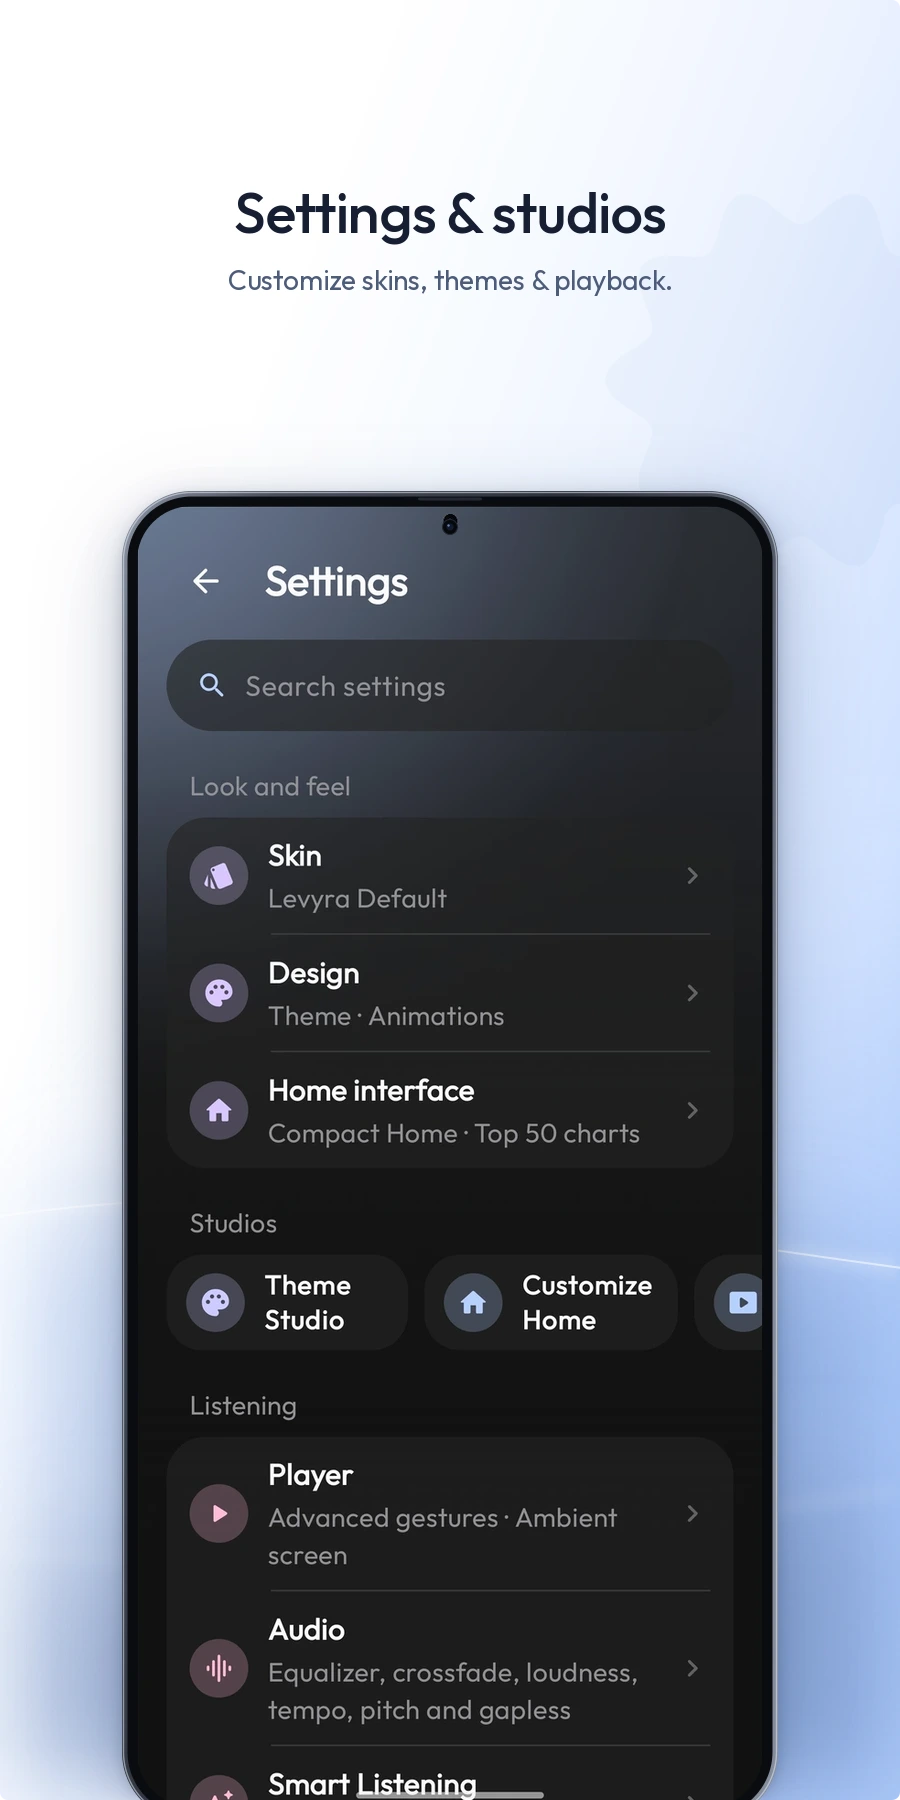 Settings & studios
Customize skins, themes & playback.
Settings
Search settings
Look and feel
Skin
Levyra Default
Design
Theme · Animations
Home interface
Compact Home · Top 50 charts
Studios
Theme
Studio
Customize
Home
Listening
Player
Advanced gestures · Ambient
screen
Audio
Equalizer, crossfade, loudness,
tempo, pitch and gapless
Smart Listening